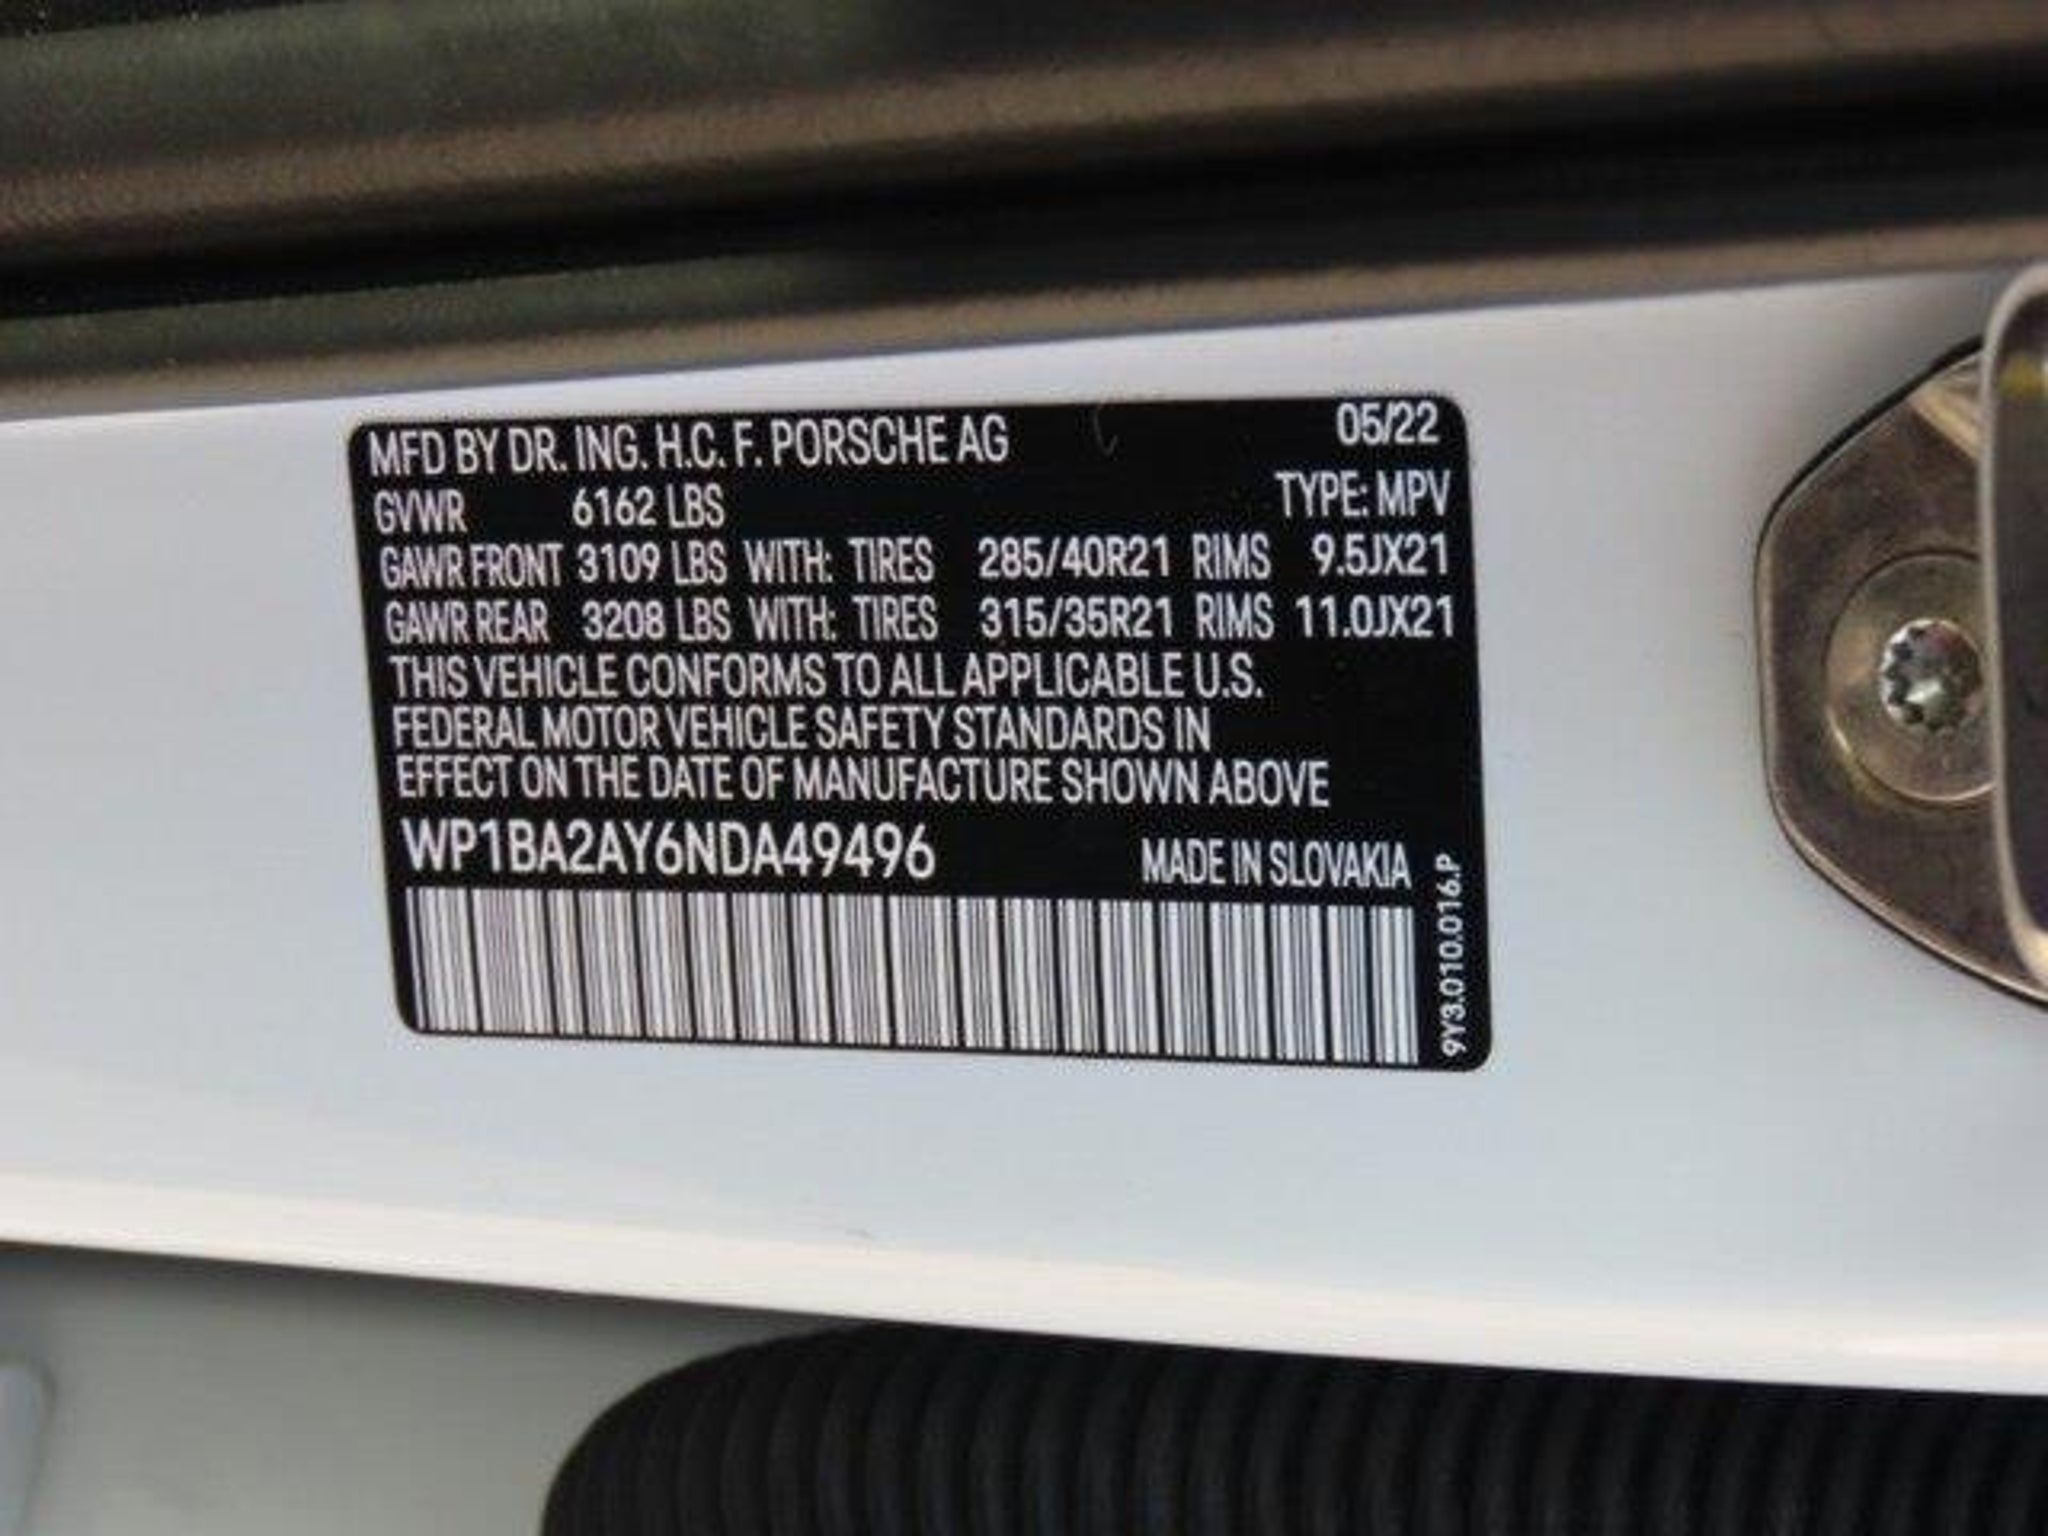 MFD BY DR. ING. H.C. F. PORSCHE AG 05/22
GVWR 6162 LBS TYPE: MPV
GAWR FRONT 3109 LBS WITH: TIRES 285/40R21 RIMS 9.5JX21
GAWR REAR 3208 LBS WITH: TIRES 315/35R21 RIMS 11.0JX21
THIS VEHICLE CONFORMS TO ALL APPLICABLE U.S.
FEDERAL MOTOR VEHICLE SAFETY STANDARDS IN
EFFECT ON THE DATE OF MANUFACTURE SHOWN ABOVE
WP1BA2AY6NDA49496 MADE IN SLOVAKIA
9Y3.010.016.P